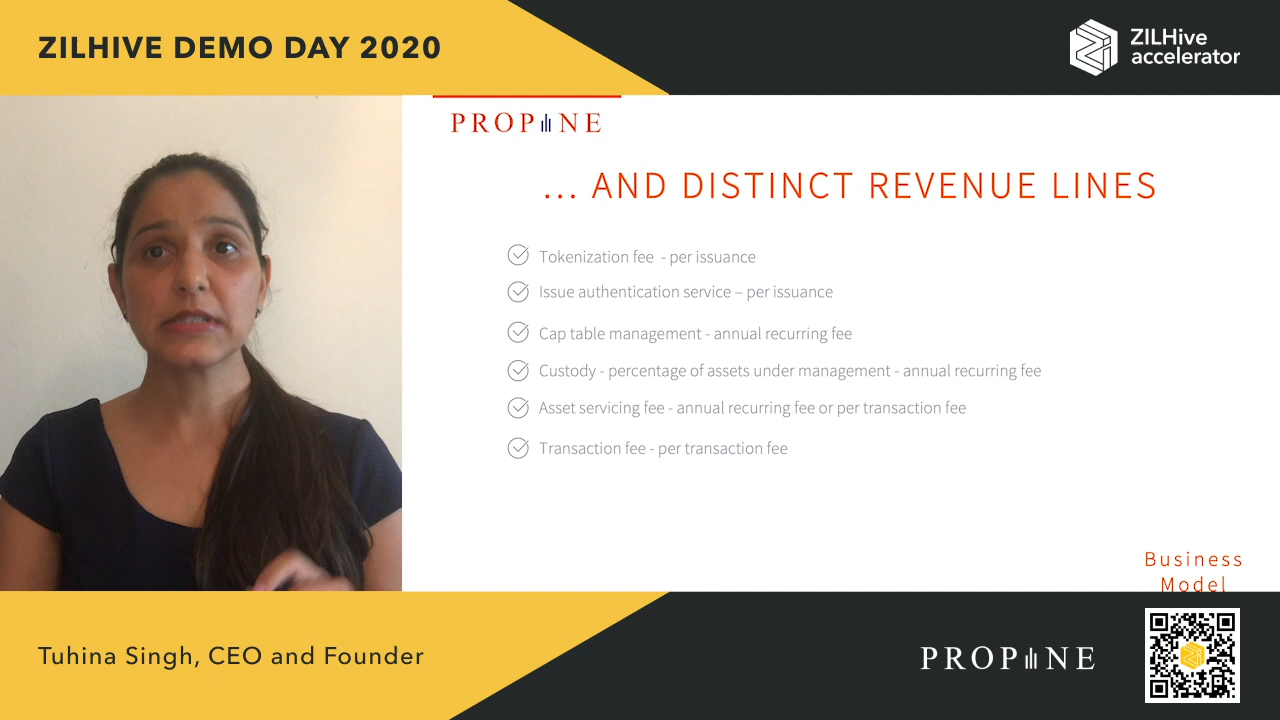 ZILHIVE DEMO DAY 2020
ZILHive
accelerator
PROPINE
... AND DISTINCT REVENUE LINES
Tokenization fee - per issuance
Issue authentication service – per issuance
Cap table management - annual recurring fee
Custody - percentage of assets under management - annual recurring fee
Asset servicing fee - annual recurring fee or per transaction fee
Transaction fee - per transaction fee
Business
Model
Tuhina Singh, CEO and Founder
PROPINE